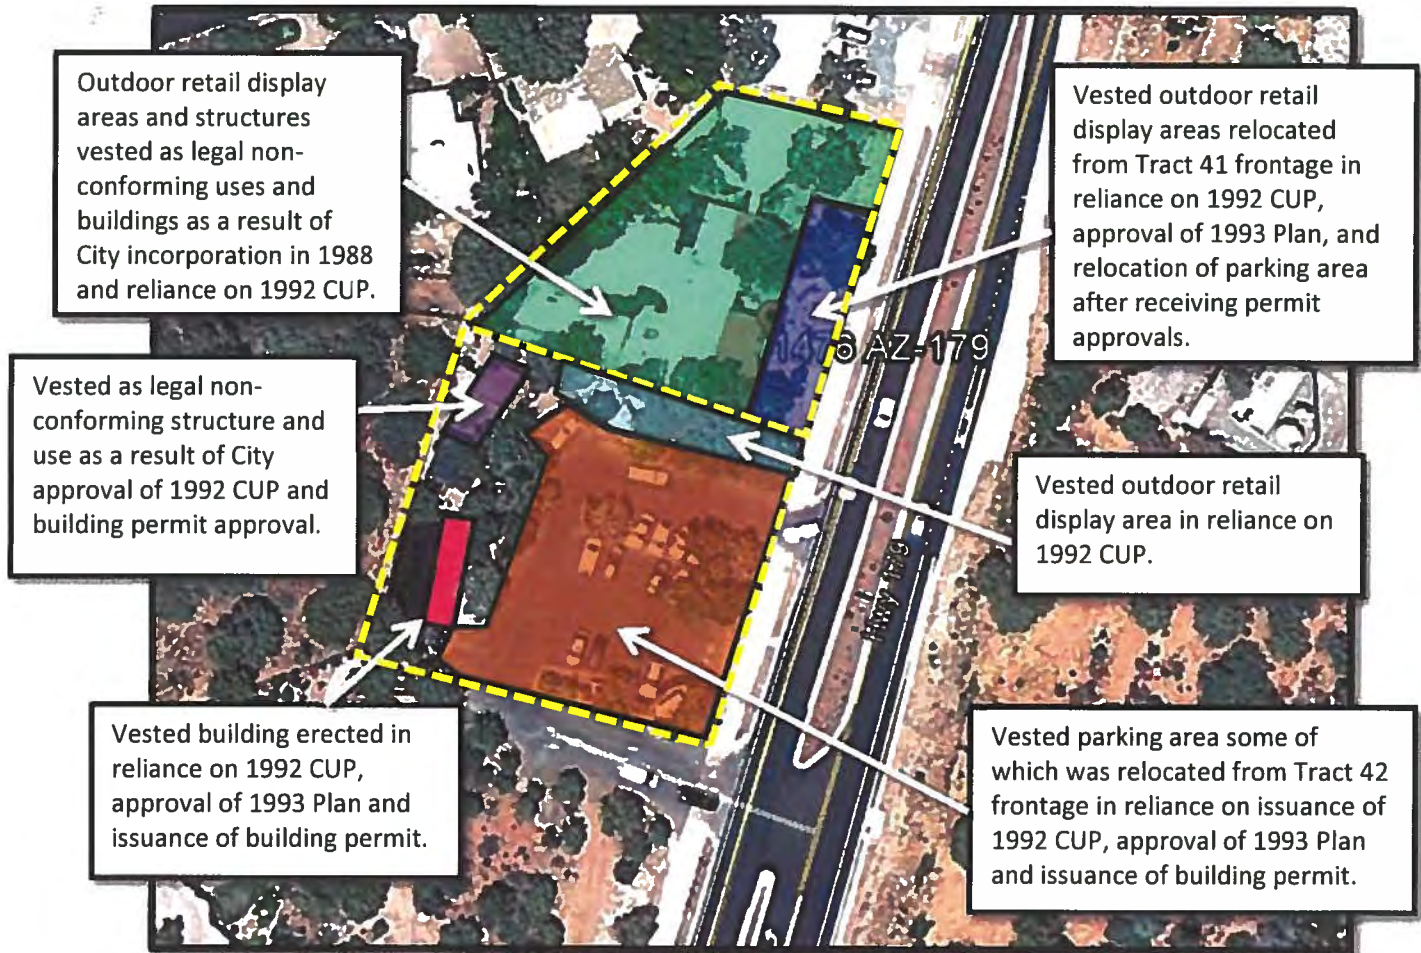 Outdoor retail display
areas and structures
vested as legal non-
conforming uses and
buildings as a result of
City incorporation in 1988
and reliance on 1992 CUP.
Vested outdoor retail
display areas relocated
from Tract 41 frontage in
reliance on 1992 CUP,
approval of 1993 Plan, and
relocation of parking area
after receiving permit
approvals.
1476 AZ-179
Vested as legal non-
conforming structure and
use as a result of City
approval of 1992 CUP and
building permit approval.
Vested outdoor retail
display area in reliance on
1992 CUP.
Hwy 179
Vested building erected in
reliance on 1992 CUP,
approval of 1993 Plan and
issuance of building permit.
Vested parking area some of
which was relocated from Tract 42
frontage in reliance on issuance of
1992 CUP, approval of 1993 Plan
and issuance of building permit.